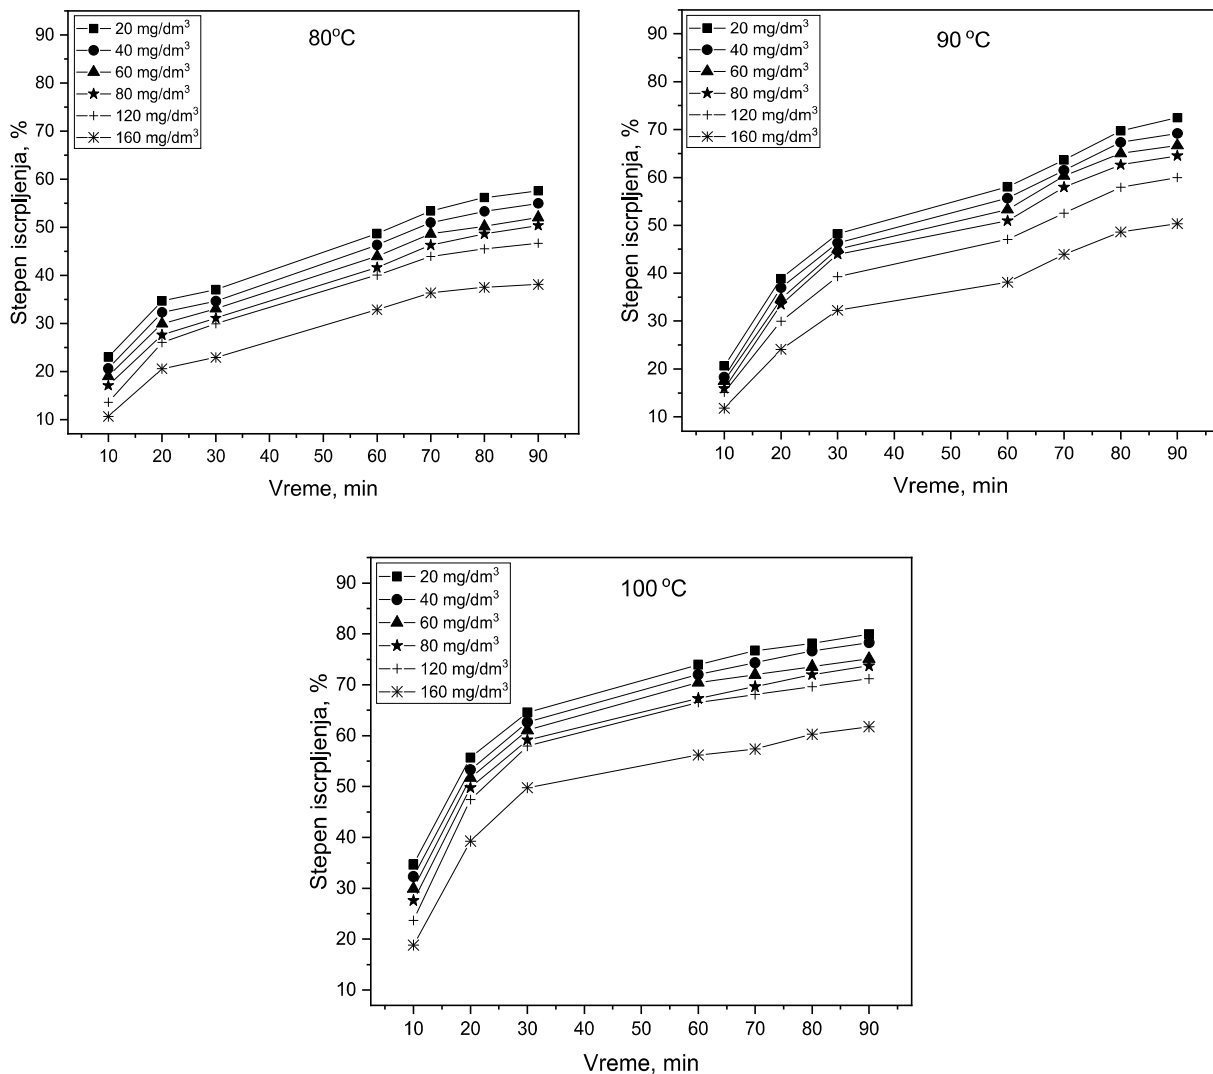 80°C
20 mg/dm³
40 mg/dm³
60 mg/dm³
80 mg/dm³
120 mg/dm³
160 mg/dm³
Stepen iscrpljenja, %
90
80
70
60
50
40
30
20
10
10 20 30 40 50 60 70 80 90
Vreme, min
90 °C
20 mg/dm³
40 mg/dm³
60 mg/dm³
80 mg/dm³
120 mg/dm³
160 mg/dm³
Stepen iscrpljenja, %
90
80
70
60
50
40
30
20
10
10 20 30 40 50 60 70 80 90
Vreme, min
100 °C
20 mg/dm³
40 mg/dm³
60 mg/dm³
80 mg/dm³
120 mg/dm³
160 mg/dm³
Stepen iscrpljenja, %
90
80
70
60
50
40
30
20
10
10 20 30 40 50 60 70 80 90
Vreme, min